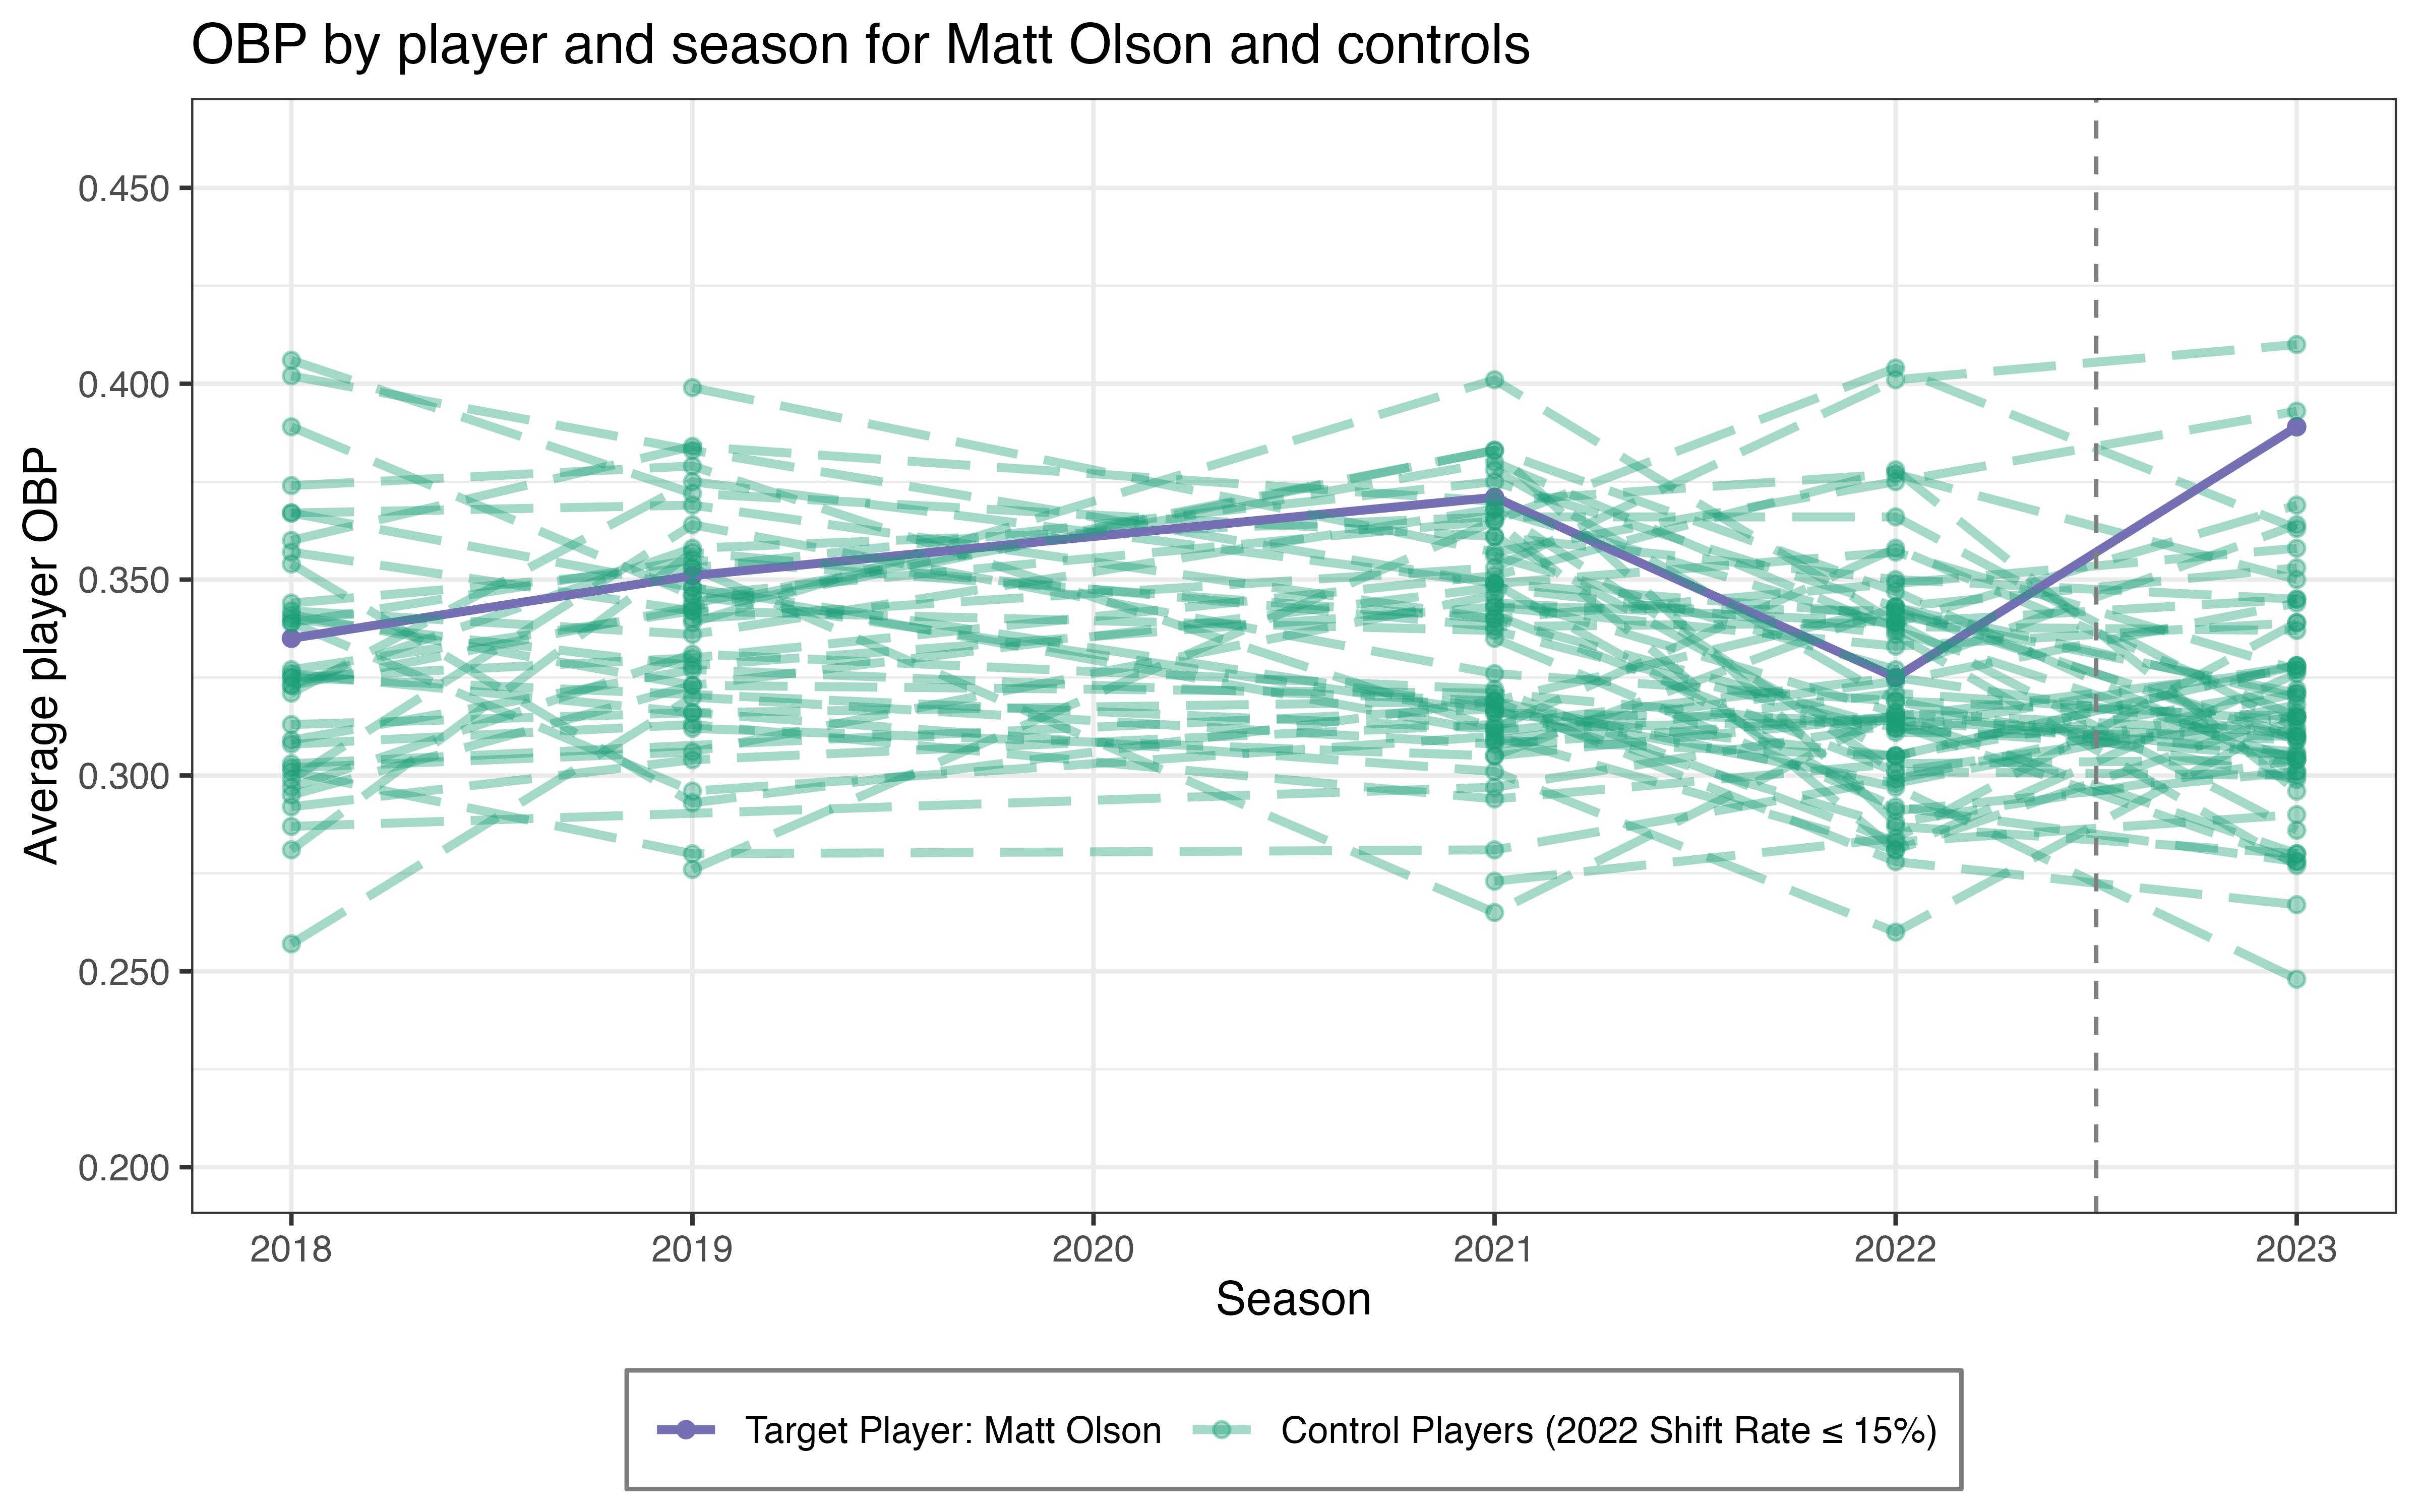 OBP by player and season for Matt Olson and controls
Average player OBP
0.450
0.400
0.350
0.300
0.250
0.200
2018 2019 2020 2021 2022 2023
Season
Target Player: Matt Olson Control Players (2022 Shift Rate ≤ 15%)